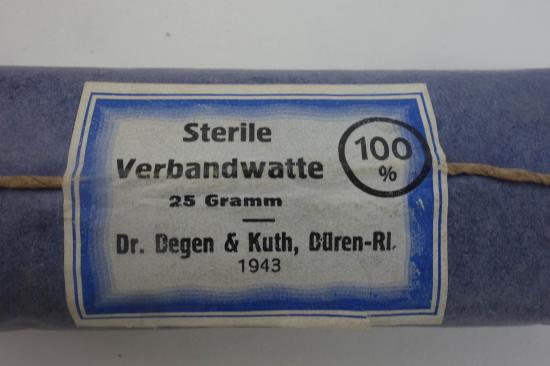 Sterile
Verbandwatte
25 Gramm
100
%
Dr. Degen & Kuth, Düren-Rl.
1943